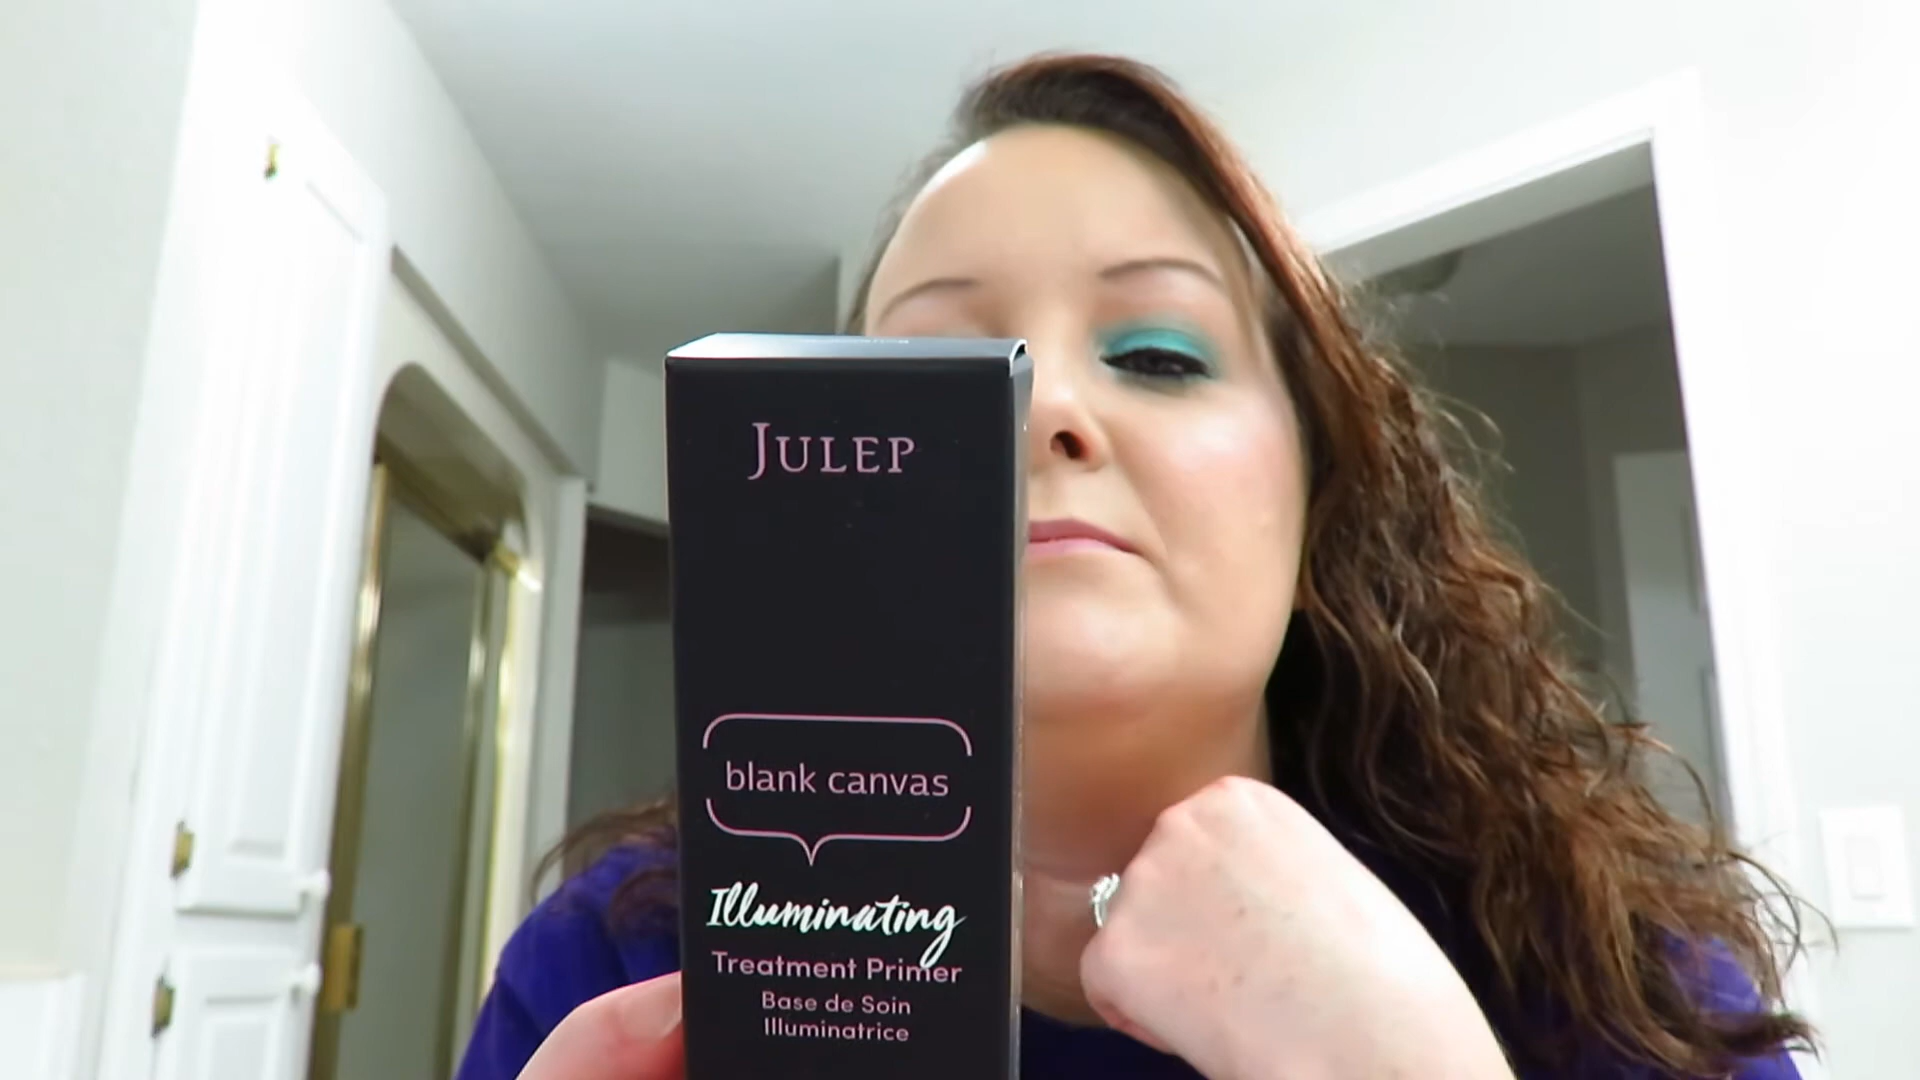 JULEP
blank canvas
Illuminating
Treatment Primer
Base de Soin
Illuminatrice